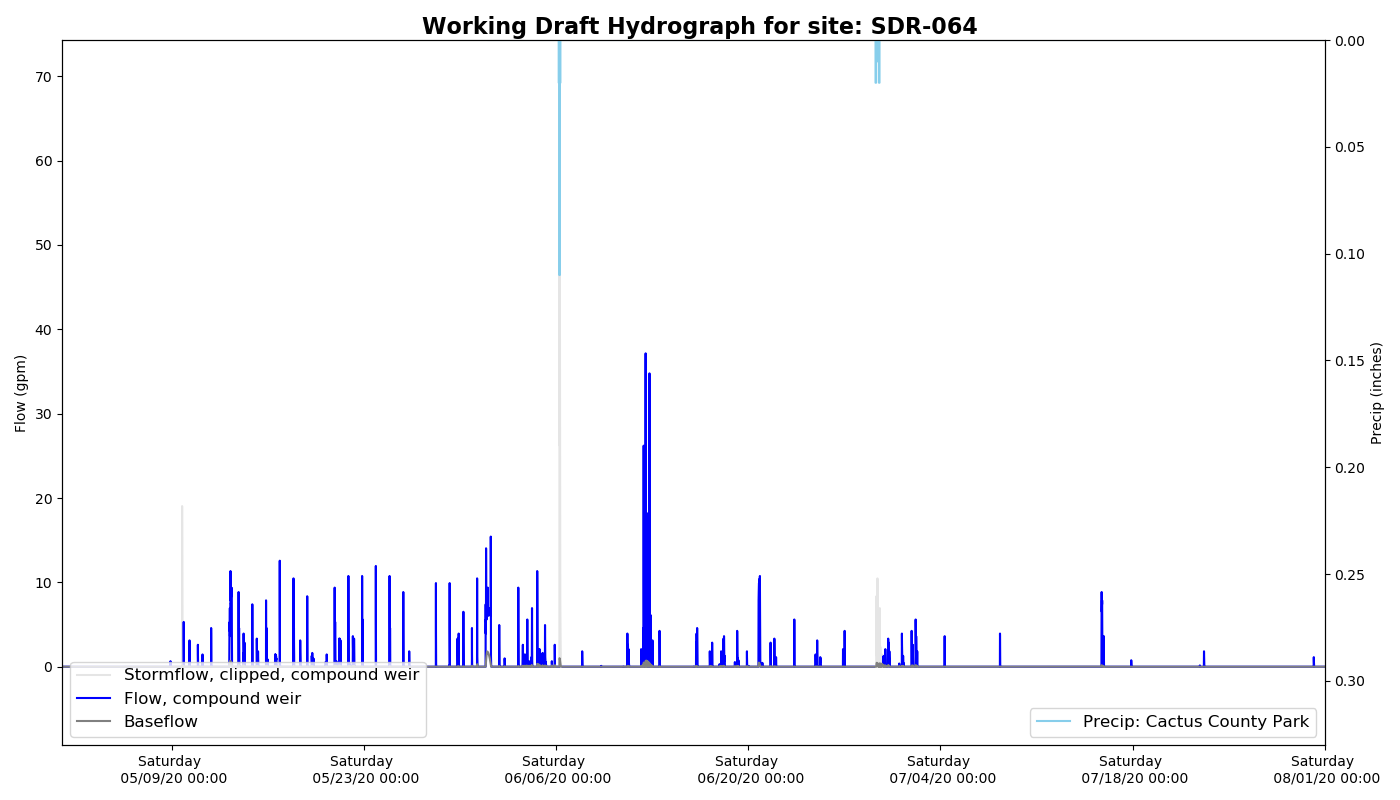 Working Draft Hydrograph for site: SDR-064
70
60
50
40
30
20
10
0
Flow (gpm)
0.00
0.05
0.10
0.15
0.20
0.25
0.30
Precip (inches)
Stormflow, clipped, compound weir
Flow, compound weir
Baseflow
Precip: Cactus County Park
Saturday
05/09/20 00:00
Saturday
05/23/20 00:00
Saturday
06/06/20 00:00
Saturday
06/20/20 00:00
Saturday
07/04/20 00:00
Saturday
07/18/20 00:00
Saturday
08/01/20 00:00